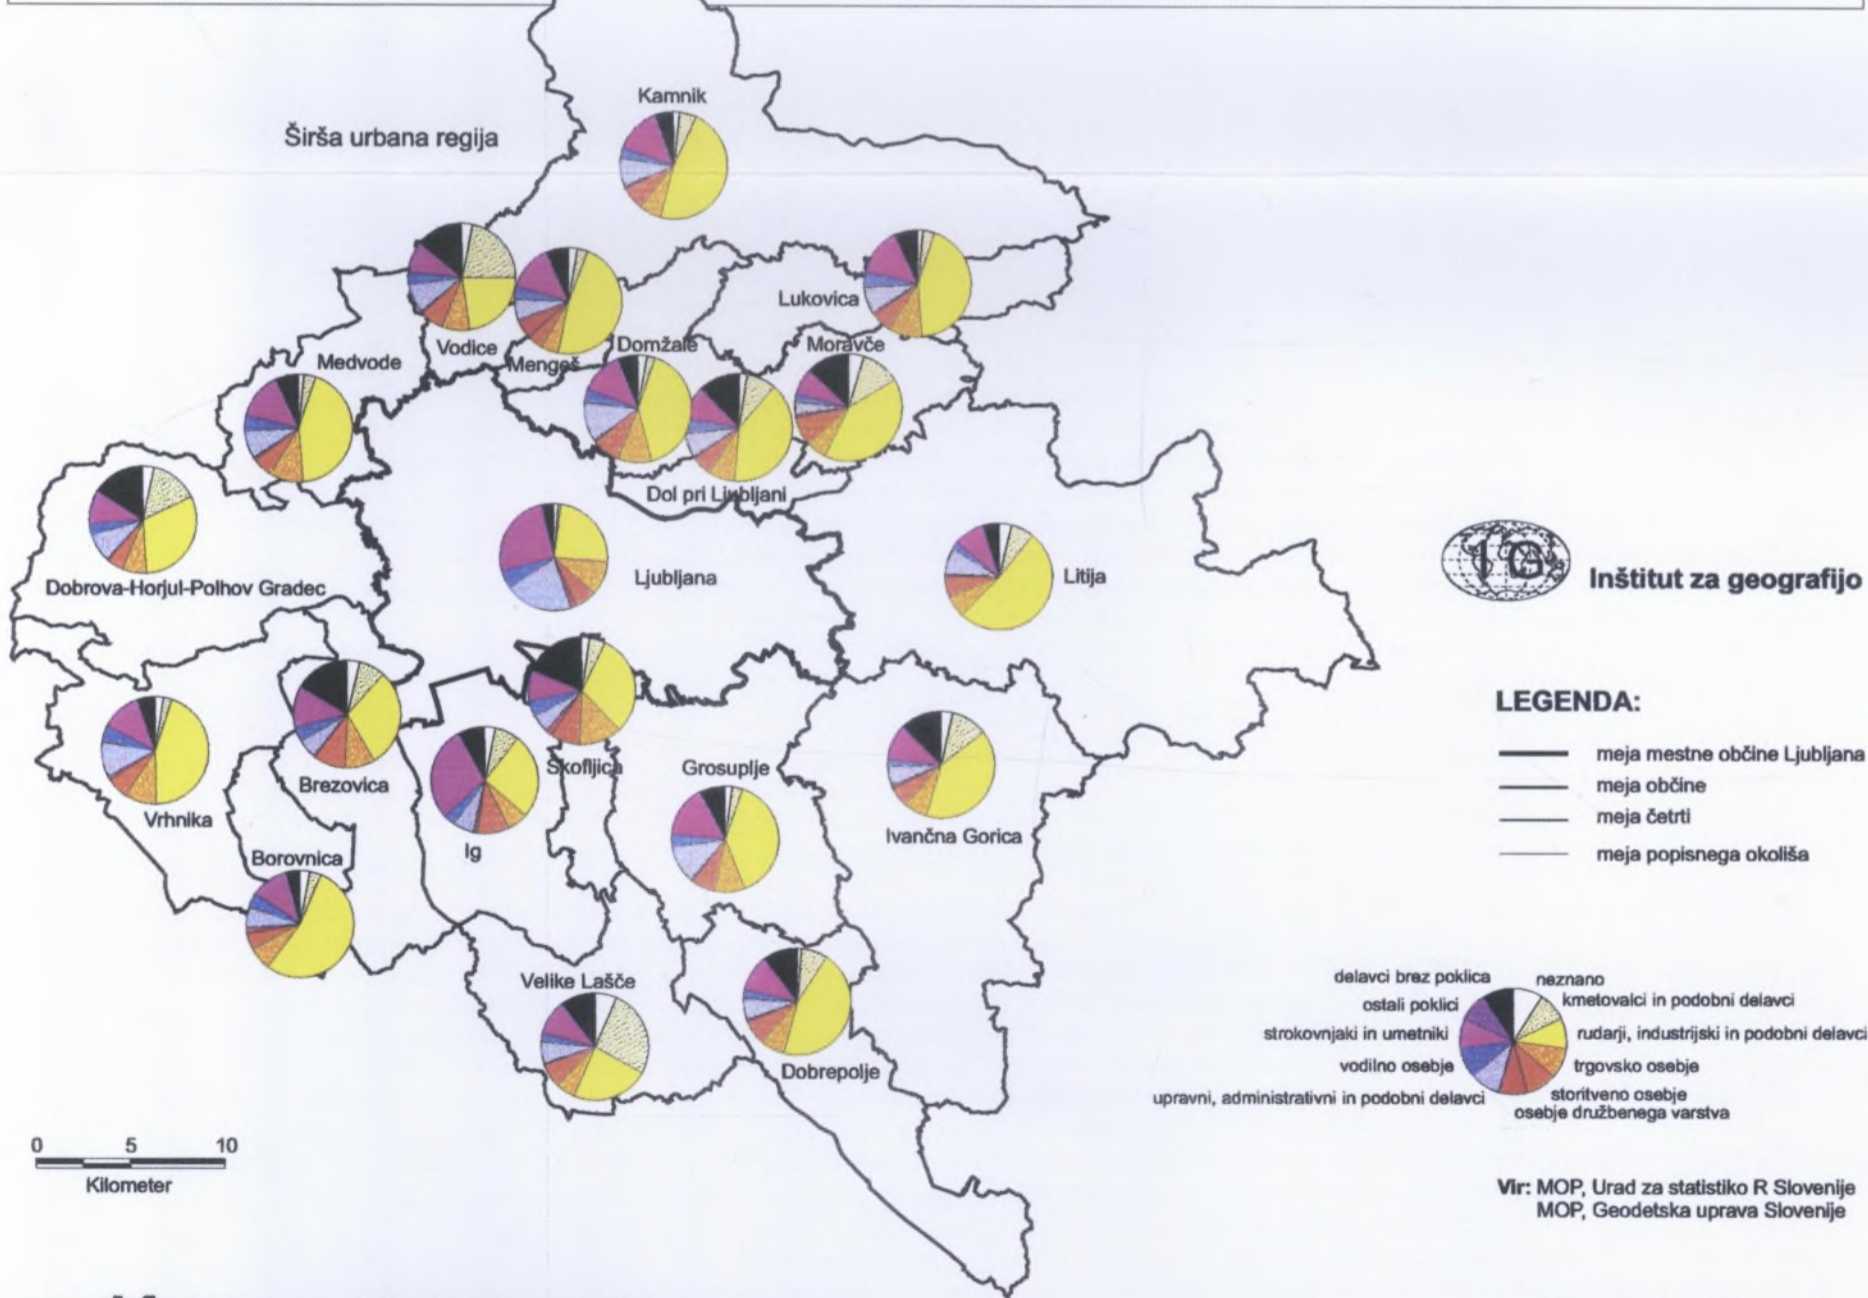 Kamnik
Širša urbana regija
Lukovica
Vodice
Mengeš
Domžale
Moravče
Medvode
Dol pri Ljubljani
Dobrova-Horjul-Polhov Gradec
Ljubljana
Litija
IG
Inštitut za geografijo
Brezovica
Škofljica
Grosuplje
Vrhnika
Ig
Ivančna Gorica
Borovnica
Velike Lašče
Dobrepolje
LEGENDA:
meja mestne občine Ljubljana
meja občine
meja četrti
meja popisnega okoliša
delavci brez poklica
neznano
ostali poklici
kmetovalci in podobni delavci
strokovnjaki in umetniki
rudarji, industrijski in podobni delavci
vodilno osebje
trgovsko osebje
upravni, administrativni in podobni delavci
storitveno osebje
osebje družbenega varstva
0 5 10
Kilometer
Vir: MOP, Urad za statistiko R Slovenije
MOP, Geodetska uprava Slovenije